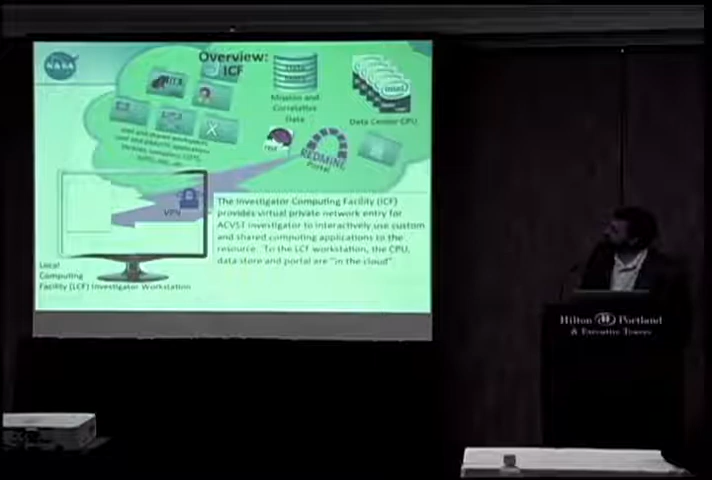 NASA
Overview:
ICF
Mission and
Correlative
Data
Data Center CPU
intel
REDMINE
Portal
VPN
The Investigator Computing Facility (ICF)
provides virtual private network entry for
ACVST investigator to interactively use custom
and shared computing applications to the
resource. To the LCF workstation, the CPU,
data store and portal are "in the cloud".
Local
Computing
Facility (LCF) Investigator Workstation
Hilton Portland
& Executive Tower